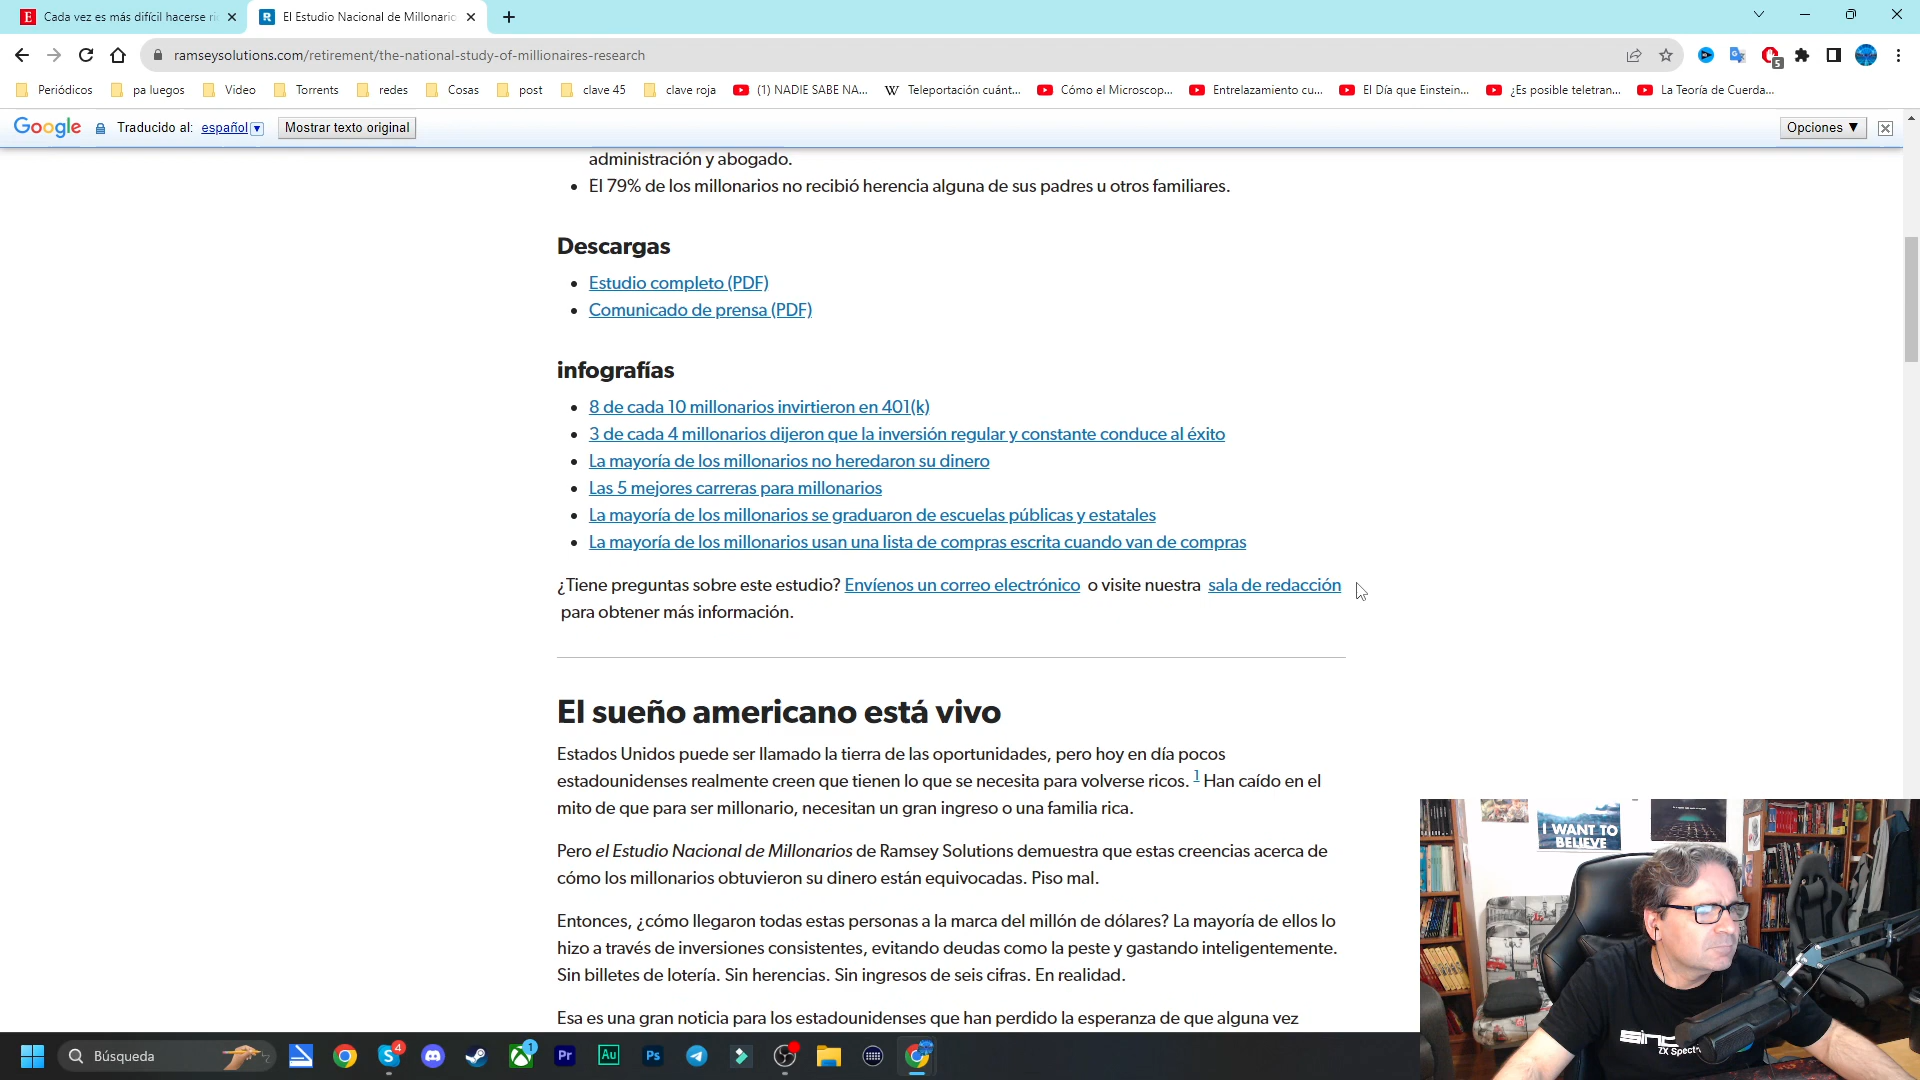 Cada vez es más difícil hacerse ri
El Estudio Nacional de Millonario
ramseysolutions.com/retirement/the-national-study-of-millionaires-research
5
Periódicos
pa luegos
Video
Torrents
redes
Cosas
post
clave 45
clave roja
(1) NADIE SABE NA...
W
Teleportación cuánt...
Cómo el Microscop...
Entrelazamiento cu...
El Día que Einstein...
¿Es posible teletran...
La Teoría de Cuerda...
Google
Traducido al: español
Mostrar texto original
Opciones ▼
administración y abogado.
El 79% de los millonarios no recibió herencia alguna de sus padres u otros familiares.
Descargas
Estudio completo (PDF)
Comunicado de prensa (PDF)
infografías
8 de cada 10 millonarios invirtieron en 401(k)
3 de cada 4 millonarios dijeron que la inversión regular y constante conduce al éxito
La mayoría de los millonarios no heredaron su dinero
Las 5 mejores carreras para millonarios
La mayoría de los millonarios se graduaron de escuelas públicas y estatales
La mayoría de los millonarios usan una lista de compras escrita cuando van de compras
¿Tiene preguntas sobre este estudio? Envíenos un correo electrónico o visite nuestra sala de redacción
para obtener más información.
El sueño americano está vivo
Estados Unidos puede ser llamado la tierra de las oportunidades, pero hoy en día pocos
estadounidenses realmente creen que tienen lo que se necesita para volverse ricos. 1 Han caído en el
mito de que para ser millonario, necesitan un gran ingreso o una familia rica.
Pero el Estudio Nacional de Millonarios de Ramsey Solutions demuestra que estas creencias acerca de
cómo los millonarios obtuvieron su dinero están equivocadas. Piso mal.
Entonces, ¿cómo llegaron todas estas personas a la marca del millón de dólares? La mayoría de ellos lo
hizo a través de inversiones consistentes, evitando deudas como la peste y gastando inteligentemente.
Sin billetes de lotería. Sin herencias. Sin ingresos de seis cifras. En realidad.
Esa es una gran noticia para los estadounidenses que han perdido la esperanza de que alguna vez
I WANT TO
BELIEVE
ZX Spectr
Búsqueda
4
1
Pr
Au
Ps